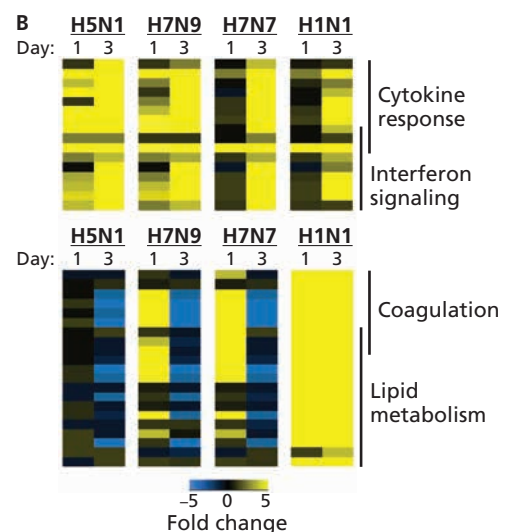 B H5N1 H7N9 H7N7 H1N1
Day: 1 3 1 3 1 3 1 3
Cytokine
response
Interferon
signaling
H5N1 H7N9 H7N7 H1N1
Day: 1 3 1 3 1 3 1 3
Coagulation
Lipid
metabolism
–5 0 5
Fold change